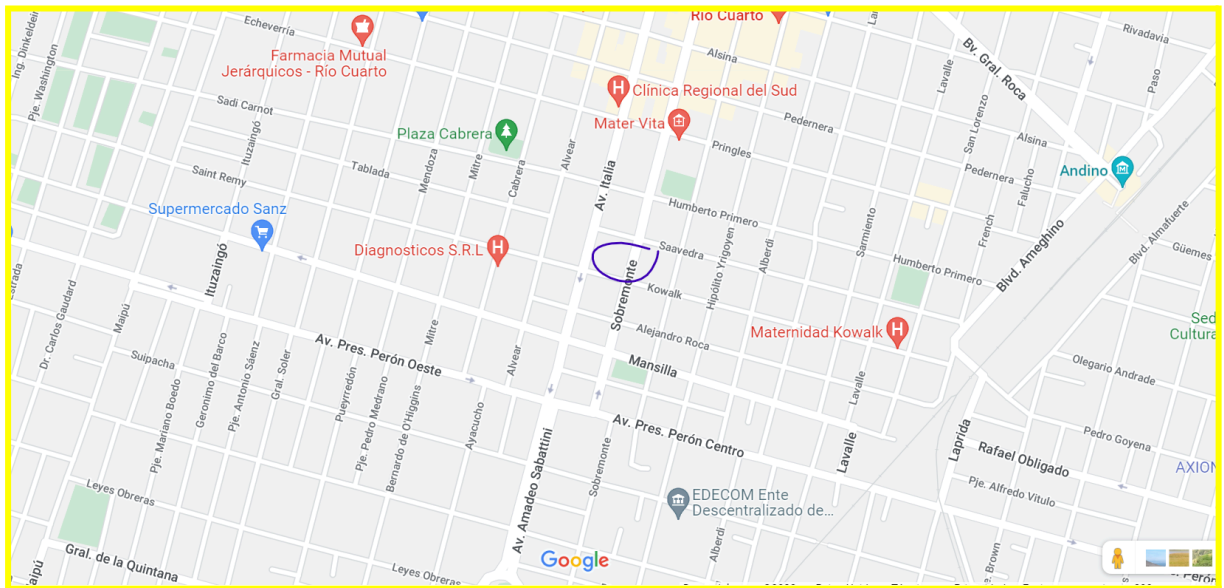 Río Cuarto
Echeverría
Rivadavia
Farmacia Mutual
Jerárquicos - Río Cuarto
Ing. Dinkeldein
Pje. Washington
Alsina
Bv. Gral. Roca
Lavalle
Paso
Clínica Regional del Sud
Sadi Carnot
Mater Vita
Pedernera
San Lorenzo
Alsina
Plaza Cabrera
Ituzaingó
Alvear
Pringles
Tablada
Mendoza
Mitre
Cabrera
Saint Remy
Av. Italia
Pedernera
Falucho
Andino
Supermercado Sanz
Humberto Primero
Sarmiento
French
Blvd. Almafuerte
Güemes
Diagnosticos S.R.L
Saavedra
Hipólito Yrigoyen
Alberdi
Humberto Primero
Blvd. Ameghino
Ituzaingó
Sobremonte
Kowalk
Dr. Carlos Gaudard
Maipú
Mitre
Alejandro Roca
Maternidad Kowalk
Sed
Cultura
Av. Pres. Perón Oeste
Suipacha
Alvear
Mansilla
Olegario Andrade
Geronimo del Barco
Pje. Antonio Sáenz
Gral. Soler
Pueyrredón
Pje. Mariano Boedo
Pje. Pedro Medrano
Bernardo de O'Higgins
Ayacucho
Lavalle
Av. Pres. Perón Centro
Lavalle
Laprida
Pedro Goyena
Rafael Obligado
AXION
Av. Amadeo Sabattini
Sobremonte
Leyes Obreras
EDECOM Ente
Descentralizado de...
Pje. Alfredo Vitulo
Alberdi
Gral. de la Quintana
Leyes Obreras
Google
Brown